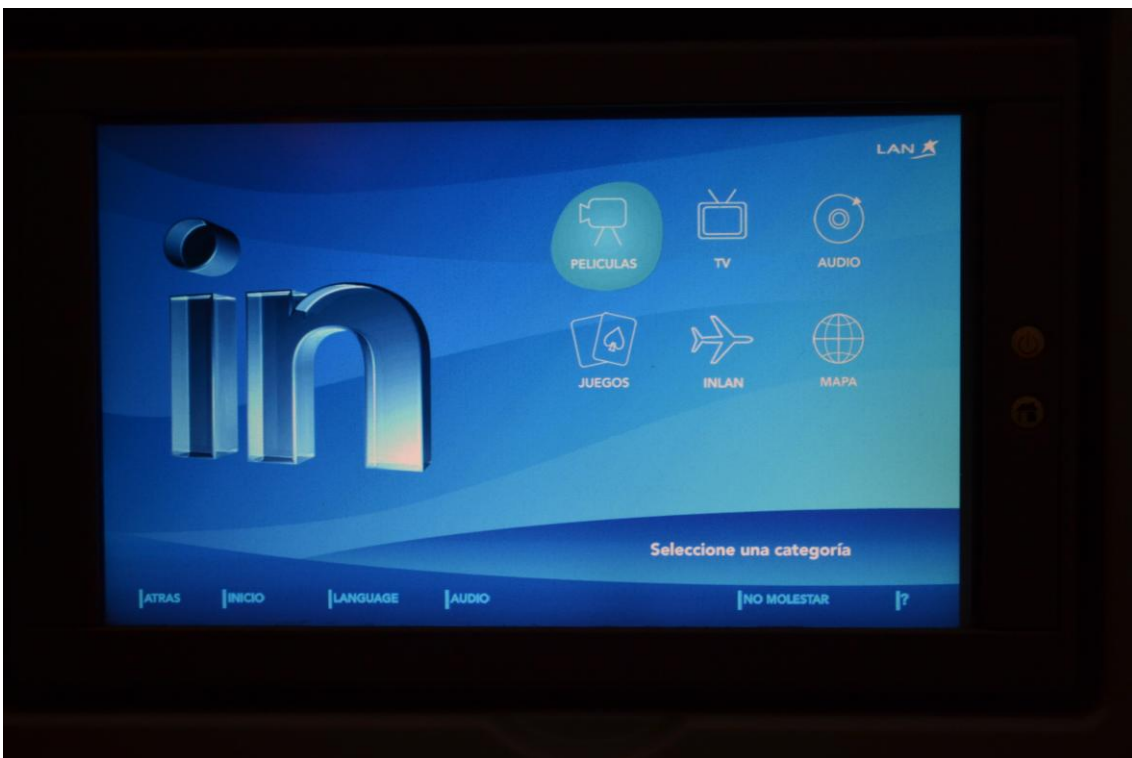 LAN
in
PELICULAS
TV
AUDIO
JUEGOS
INLAN
MAPA
Seleccione una categoría
ATRAS
INICIO
LANGUAGE
AUDIO
NO MOLESTAR
?